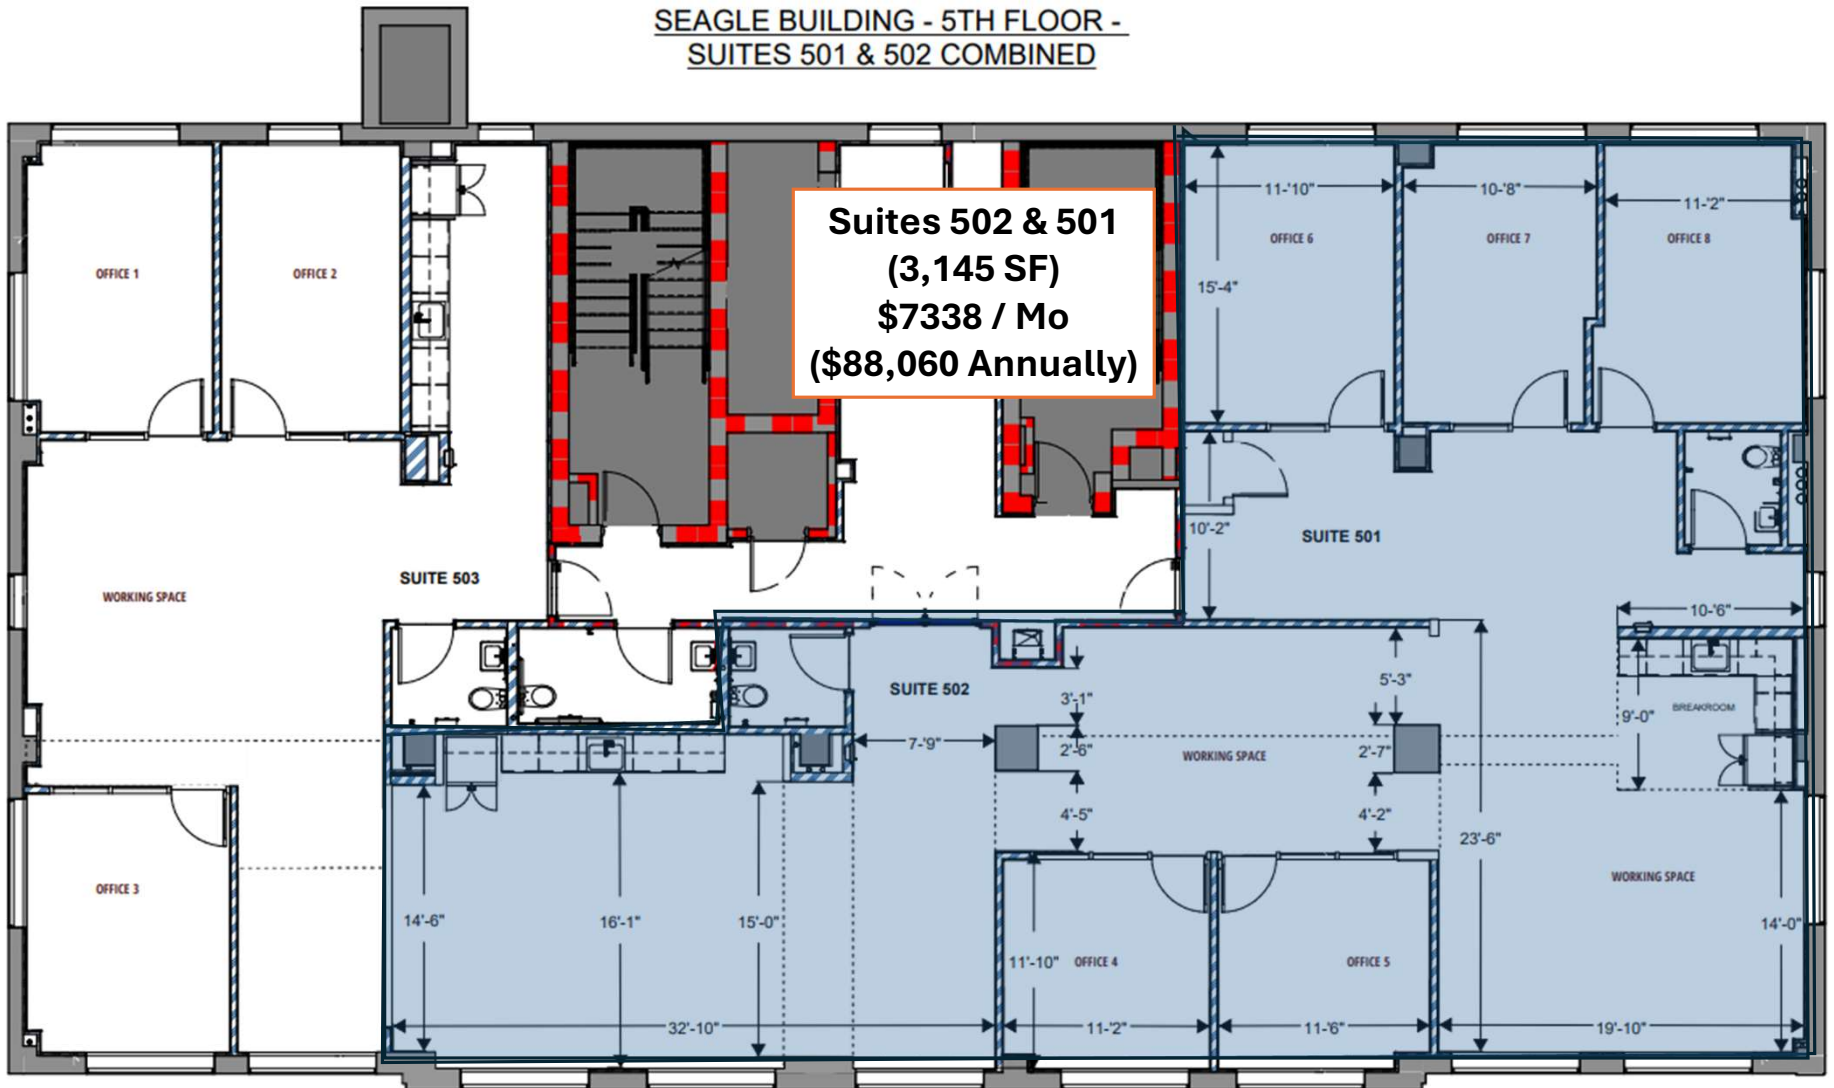 SEAGLE BUILDING - 5TH FLOOR -
SUITES 501 & 502 COMBINED
Suites 502 & 501
(3,145 SF)
$7338 / Mo
($88,060 Annually)
11-'10"
10-'8"
11-'2"
OFFICE 6
OFFICE 7
OFFICE 8
OFFICE 1
OFFICE 2
15'-4"
10'-2"
SUITE 501
SUITE 503
WORKING SPACE
10-'6"
SUITE 502
3'-1"
5'-3"
9'-0"
BREAKROOM
7-'9"
2'-6"
WORKING SPACE
2'-7"
4'-5"
4'-2"
23'-6"
OFFICE 3
WORKING SPACE
14'-6"
16'-1"
15'-0"
14'-0"
11'-10"
OFFICE 4
OFFICE 5
32'-10"
11-'2"
11-'6"
19'-10"